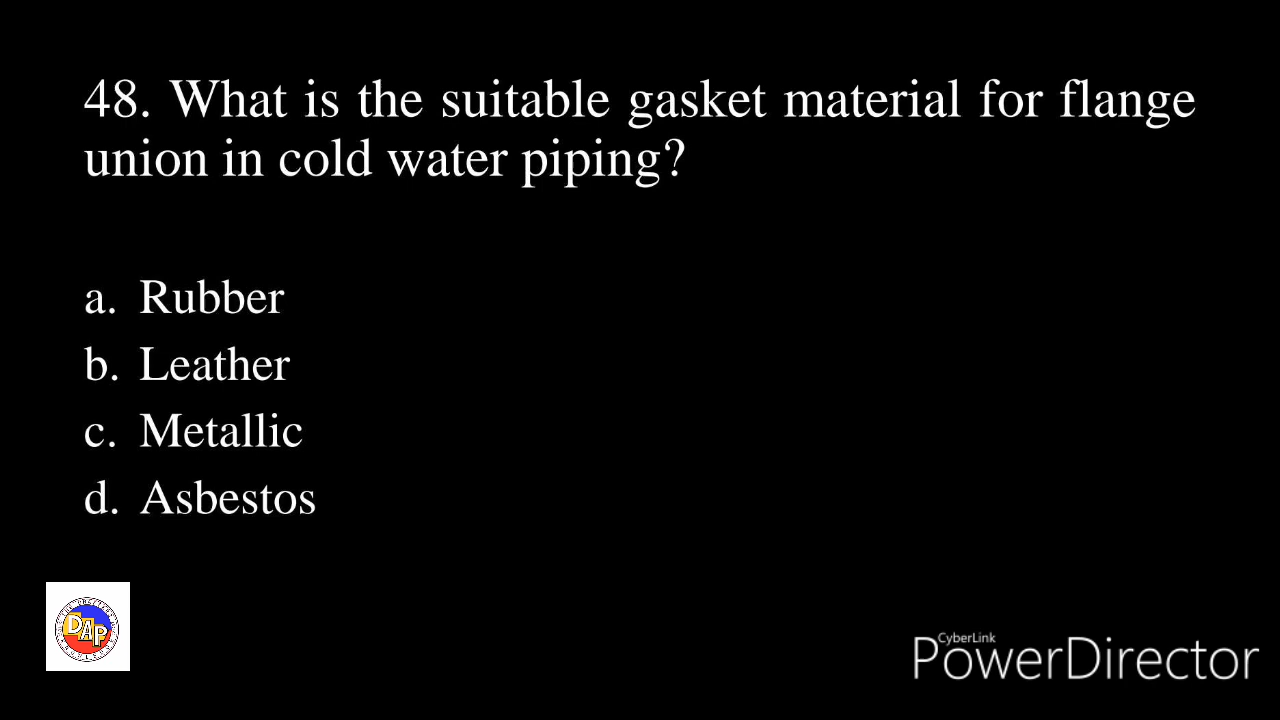 48. What is the suitable gasket material for flange
union in cold water piping?
a. Rubber
b. Leather
c. Metallic
d. Asbestos
DAP
CyberLink
PowerDirector